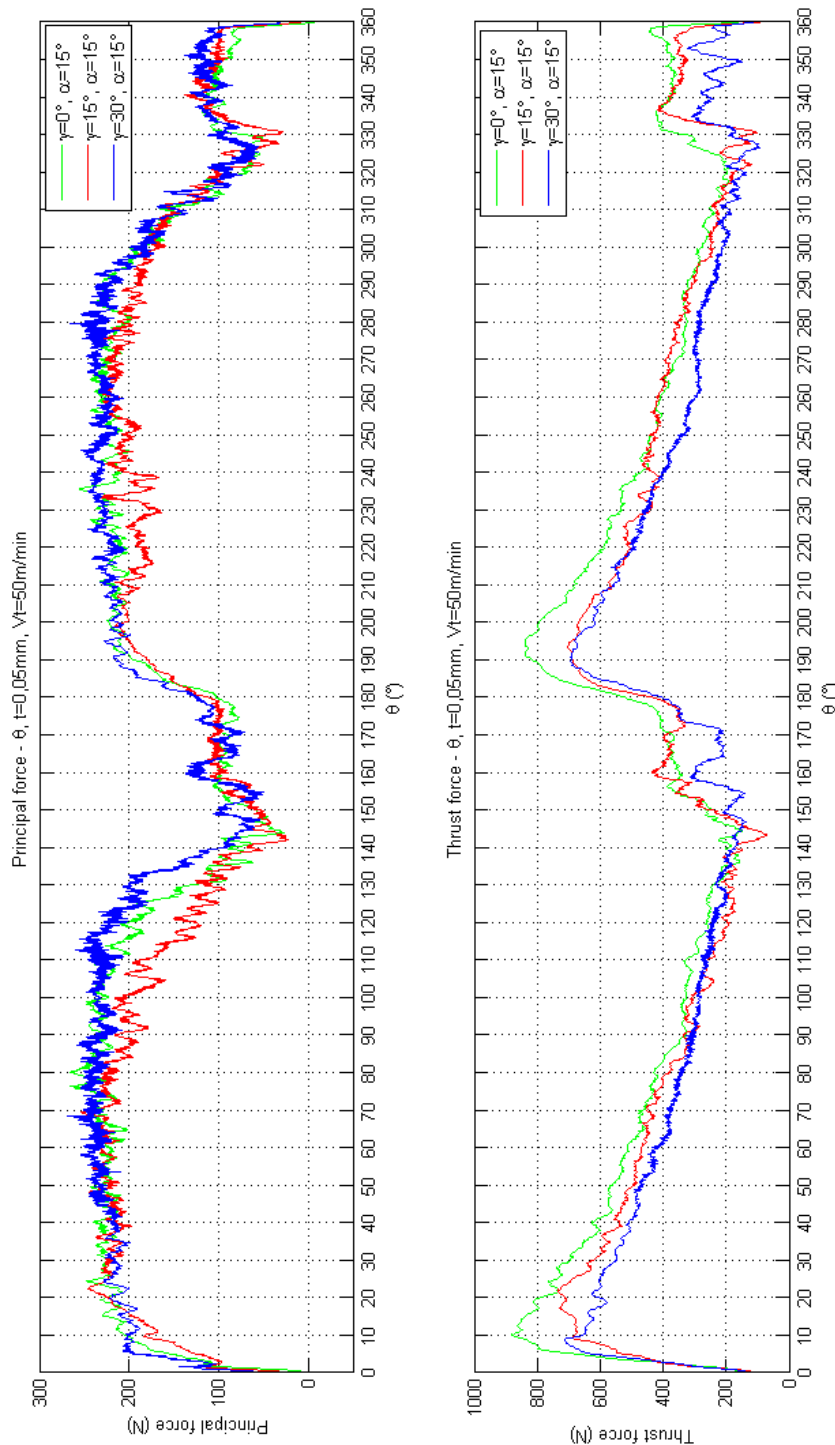 Principal force - θ, t=0,05mm, Vt=50m/min
300
200
100
0
Principal force (N)
γ=0°, α=15°
γ=15°, α=15°
γ=30°, α=15°
0 10 20 30 40 50 60 70 80 90 100 110 120 130 140 150 160 170 180 190 200 210 220 230 240 250 260 270 280 290 300 310 320 330 340 350 360
θ (°)
Thrust force - θ, t=0,05mm, Vt=50m/min
1000
800
600
400
200
0
Thrust force (N)
γ=0°, α=15°
γ=15°, α=15°
γ=30°, α=15°
0 10 20 30 40 50 60 70 80 90 100 110 120 130 140 150 160 170 180 190 200 210 220 230 240 250 260 270 280 290 300 310 320 330 340 350 360
θ (°)